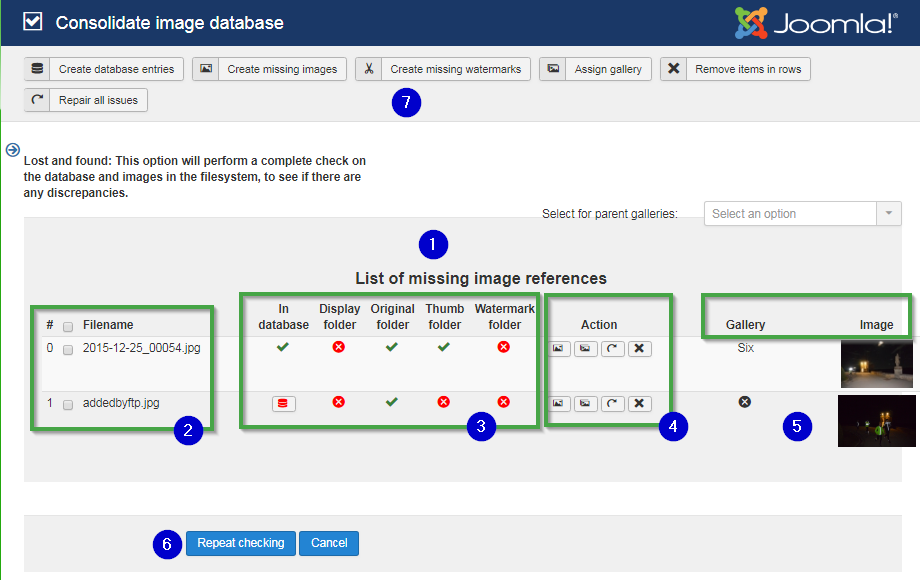 Consolidate image database
Joomla!®
Create database entries
Create missing images
Create missing watermarks
Assign gallery
Remove items in rows
Repair all issues
7
Lost and found: This option will perform a complete check on
the database and images in the filesystem, to see if there are
any discrepancies.
Select for parent galleries:
Select an option
1
List of missing image references
# Filename
In database
Display folder
Original folder
Thumb folder
Watermark folder
Action
Gallery
Image
0 2015-12-25_00054.jpg
Six
1 addedbyftp.jpg
2
3
4
5
6
Repeat checking
Cancel